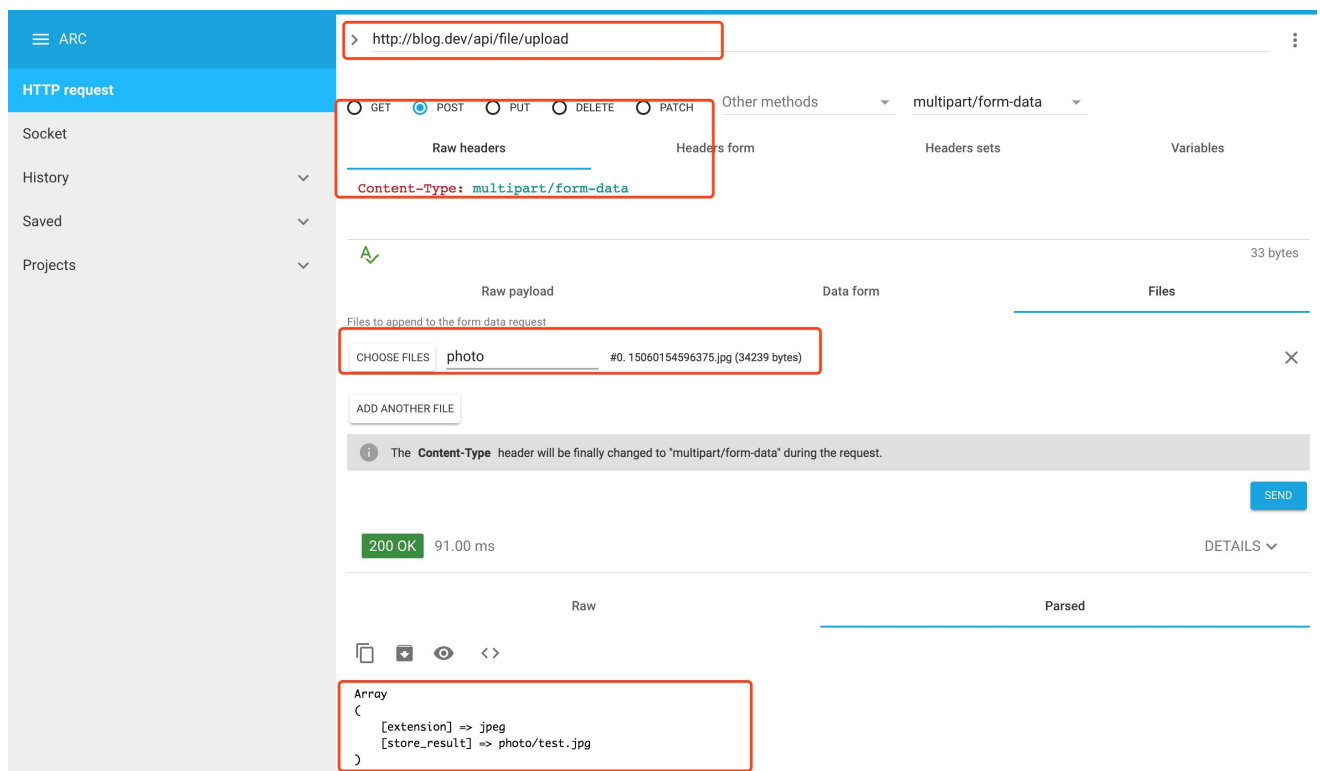 ARC
http://blog.dev/api/file/upload
HTTP request
GET POST PUT DELETE PATCH Other methods multipart/form-data
Socket
Raw headers Headers form Headers sets Variables
History
Content-Type: multipart/form-data
Saved
33 bytes
Projects
Raw payload Data form Files
Files to append to the form data request
CHOOSE FILES photo #0. 15060154596375.jpg (34239 bytes)
ADD ANOTHER FILE
The Content-Type header will be finally changed to "multipart/form-data" during the request.
SEND
200 OK 91.00 ms DETAILS
Raw Parsed
Array
(
[extension] => jpeg
[store_result] => photo/test.jpg
)